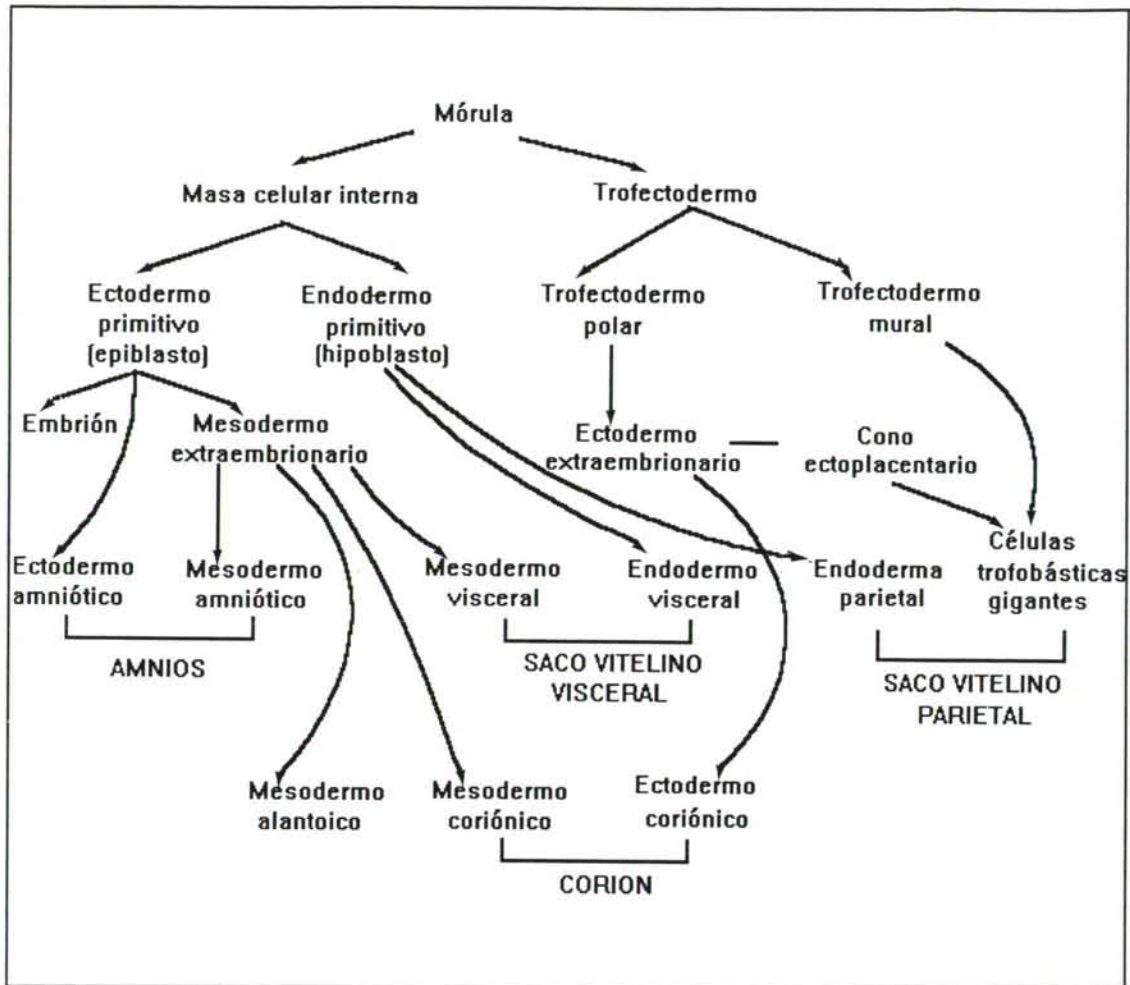 Mórula
Masa celular interna
Trofectodermo
Ectodermo
primitivo
(epiblasto)
Endodermo
primitivo
(hipoblasto)
Trofectodermo
polar
Trofectodermo
mural
Embrión
Mesodermo
extraembrionario
Ectodermo
extraembrionario
Cono
ectoplacentario
Ectodermo
amniótico
Mesodermo
amniótico
Mesodermo
visceral
Endodermo
visceral
Endoderma
parietal
Células
trofobásticas
gigantes
AMNIOS
SACO VITELINO
VISCERAL
SACO VITELINO
PARIETAL
Mesodermo
alantoico
Mesodermo
coriónico
Ectodermo
coriónico
CORION